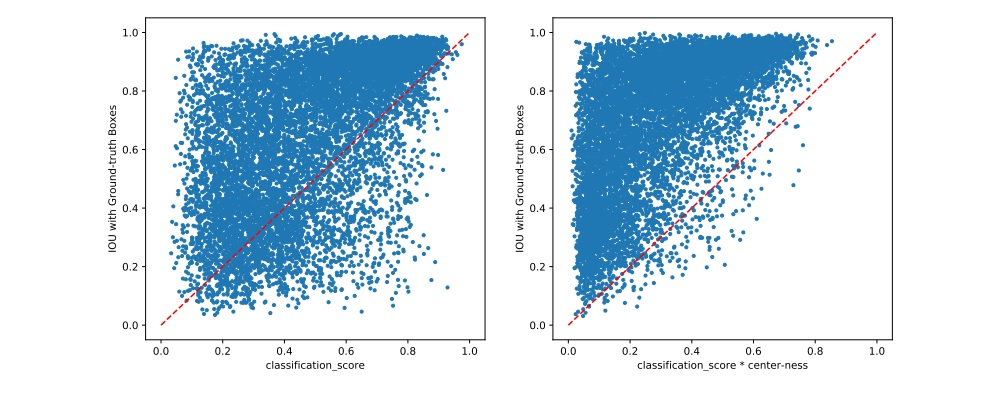 1.0
0.8
0.6
0.4
0.2
0.0
IOU with Ground-truth Boxes
0.0 0.2 0.4 0.6 0.8 1.0
classification_score
1.0
0.8
0.6
0.4
0.2
0.0
IOU with Ground-truth Boxes
0.0 0.2 0.4 0.6 0.8 1.0
classification_score * center-ness